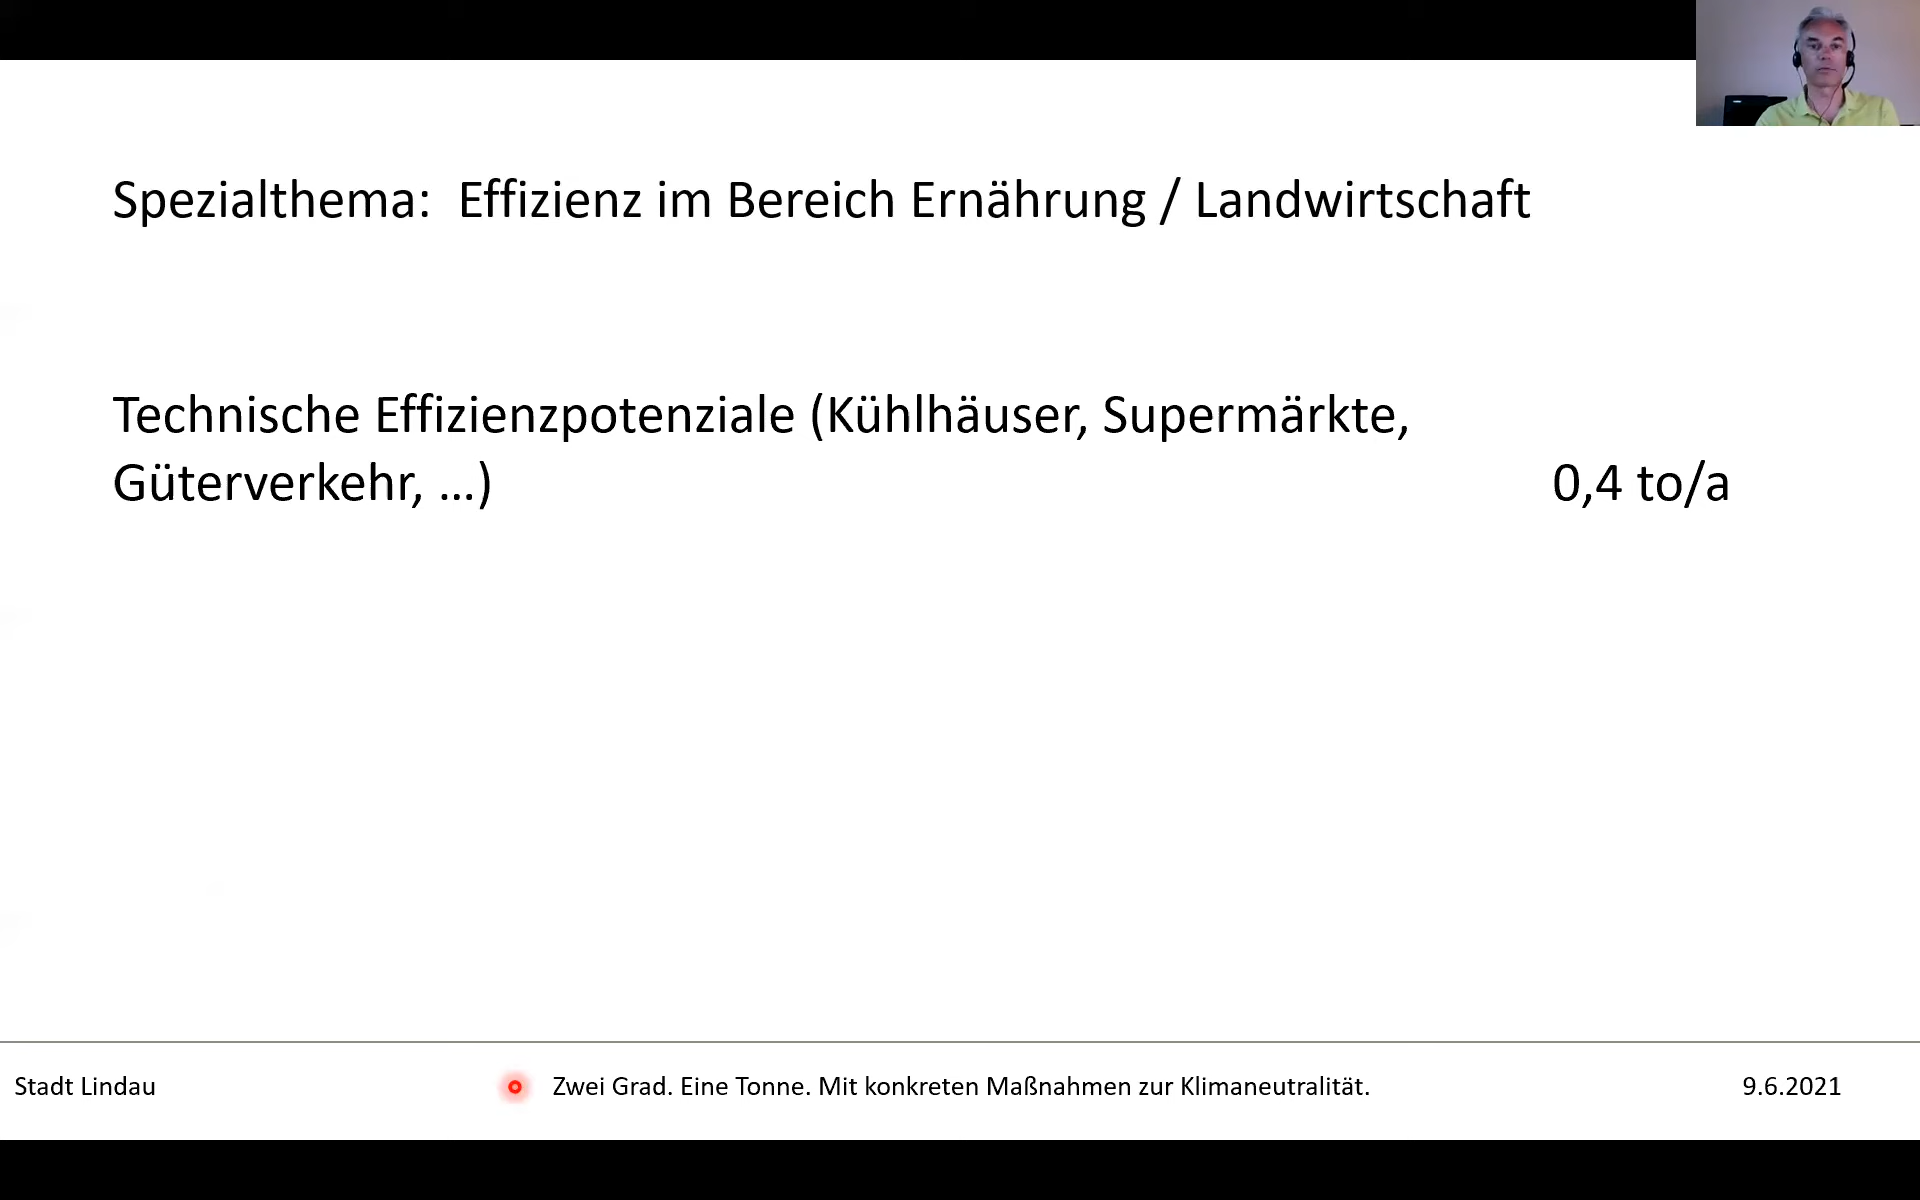 Spezialthema: Effizienz im Bereich Ernährung / Landwirtschaft
Technische Effizienzpotenziale (Kühlhäuser, Supermärkte,
Güterverkehr, ...) 0,4 to/a
Stadt Lindau Zwei Grad. Eine Tonne. Mit konkreten Maßnahmen zur Klimaneutralität. 9.6.2021